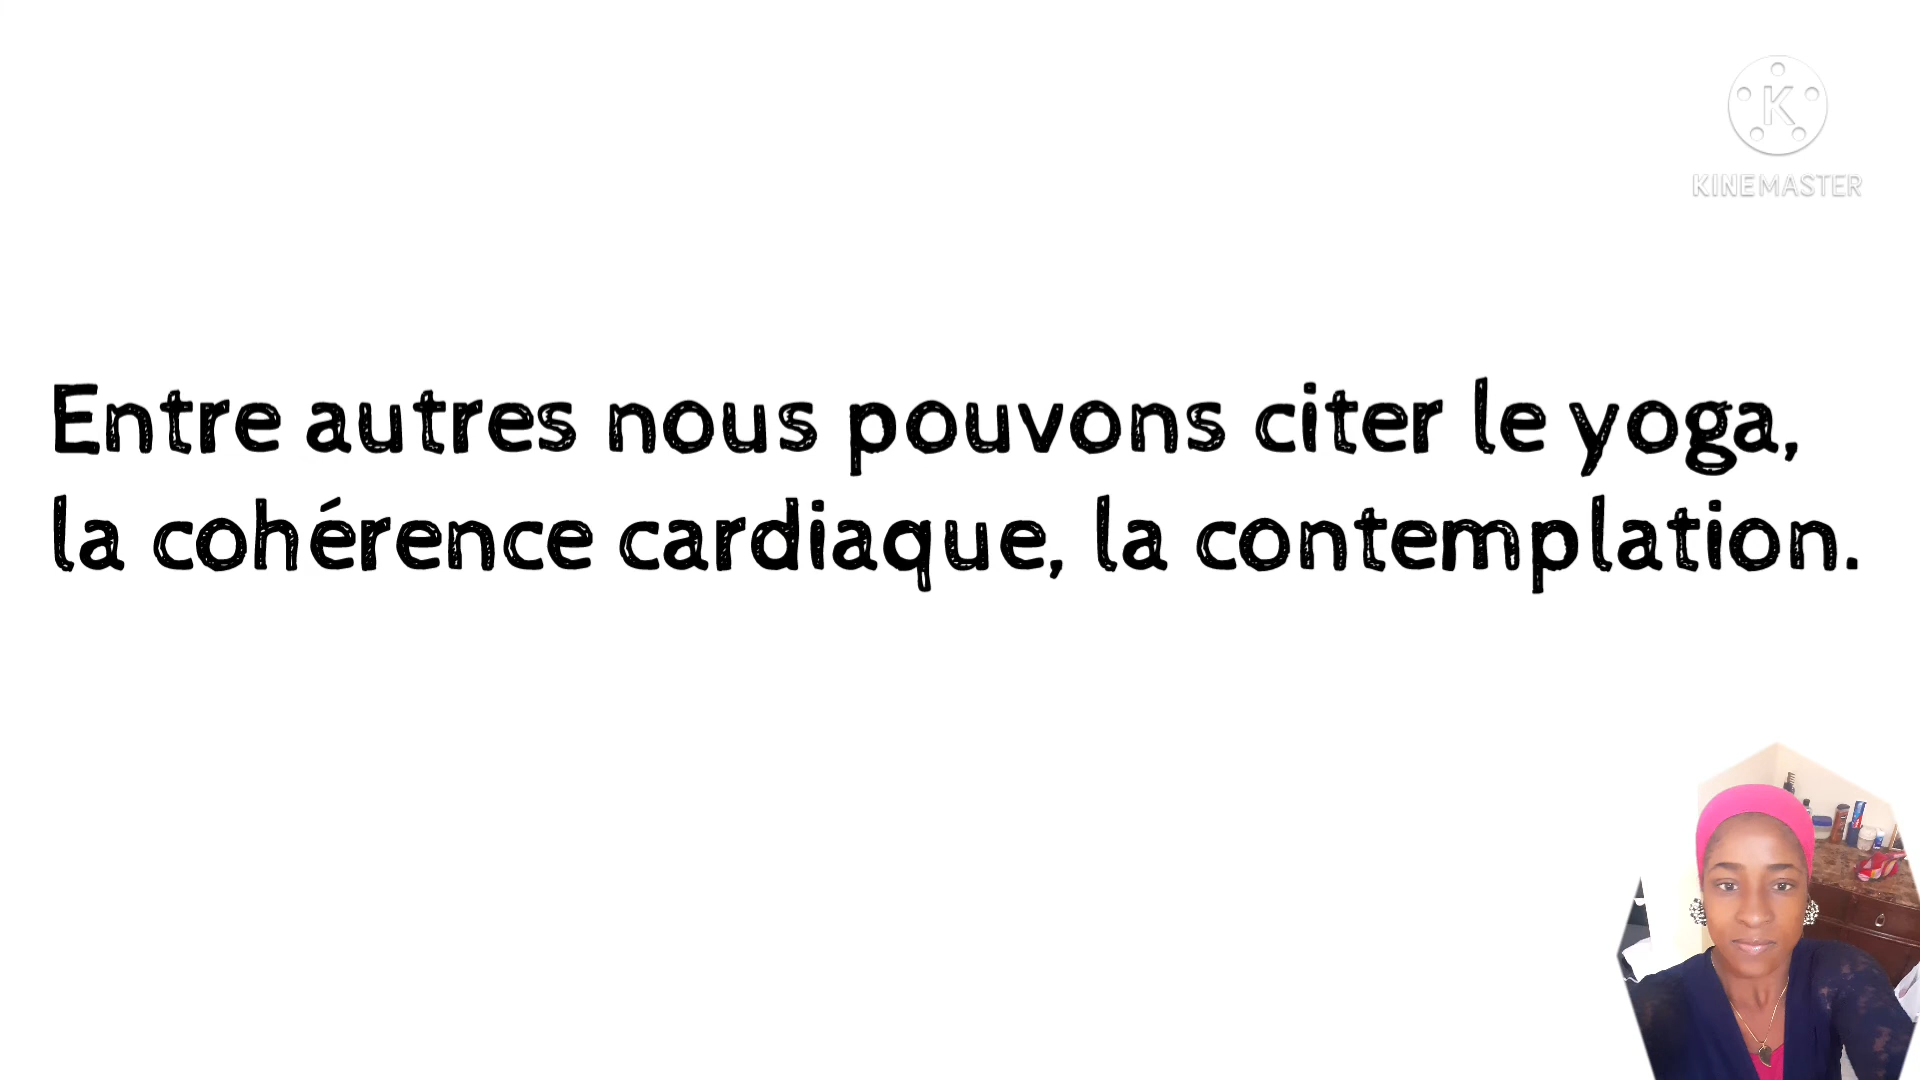 KINEMASTER
Entre autres nous pouvons citer le yoga,
la cohérence cardiaque, la contemplation.